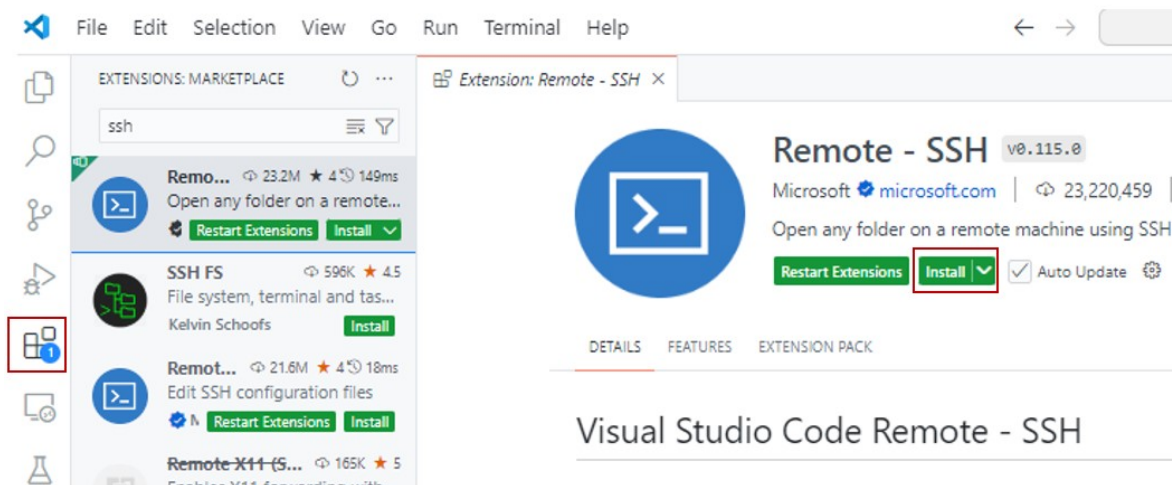 File Edit Selection View Go Run Terminal Help
EXTENSIONS: MARKETPLACE
ssh
Remo... 23.2M ★ 4 149ms
Open any folder on a remote...
Restart Extensions Install
SSH FS 596K ★ 4.5
File system, terminal and tas...
Kelvin Schoofs Install
1
Remot... 21.6M ★ 4 18ms
Edit SSH configuration files
Restart Extensions Install
Remote X11 (S... 165K ★ 5
Extension: Remote - SSH ×
Remote - SSH v0.115.0
Microsoft microsoft.com | 23,220,459 |
Open any folder on a remote machine using SSH
Restart Extensions Install Auto Update
DETAILS FEATURES EXTENSION PACK
Visual Studio Code Remote - SSH